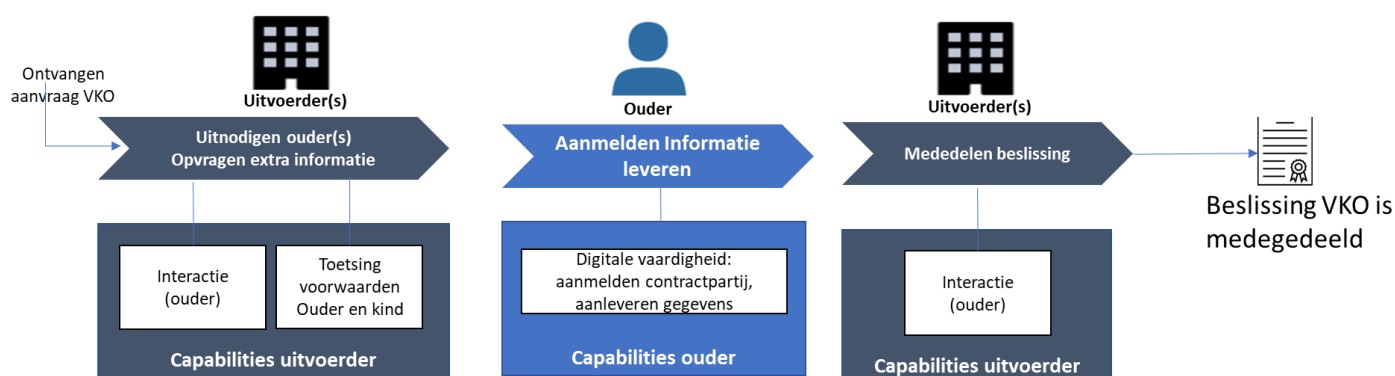 Ontvangen
aanvraag VKO
Uitvoerder(s)
Uitnodigen ouder(s)
Opvragen extra informatie
Interactie
(ouder)
Toetsing
voorwaarden
Ouder en kind
Capabilities uitvoerder
Ouder
Aanmelden Informatie
leveren
Digitale vaardigheid:
aanmelden contractpartij,
aanleveren gegevens
Capabilities ouder
Uitvoerder(s)
Mededelen beslissing
Interactie
(ouder)
Capabilities uitvoerder
Beslissing VKO is
medegedeeld